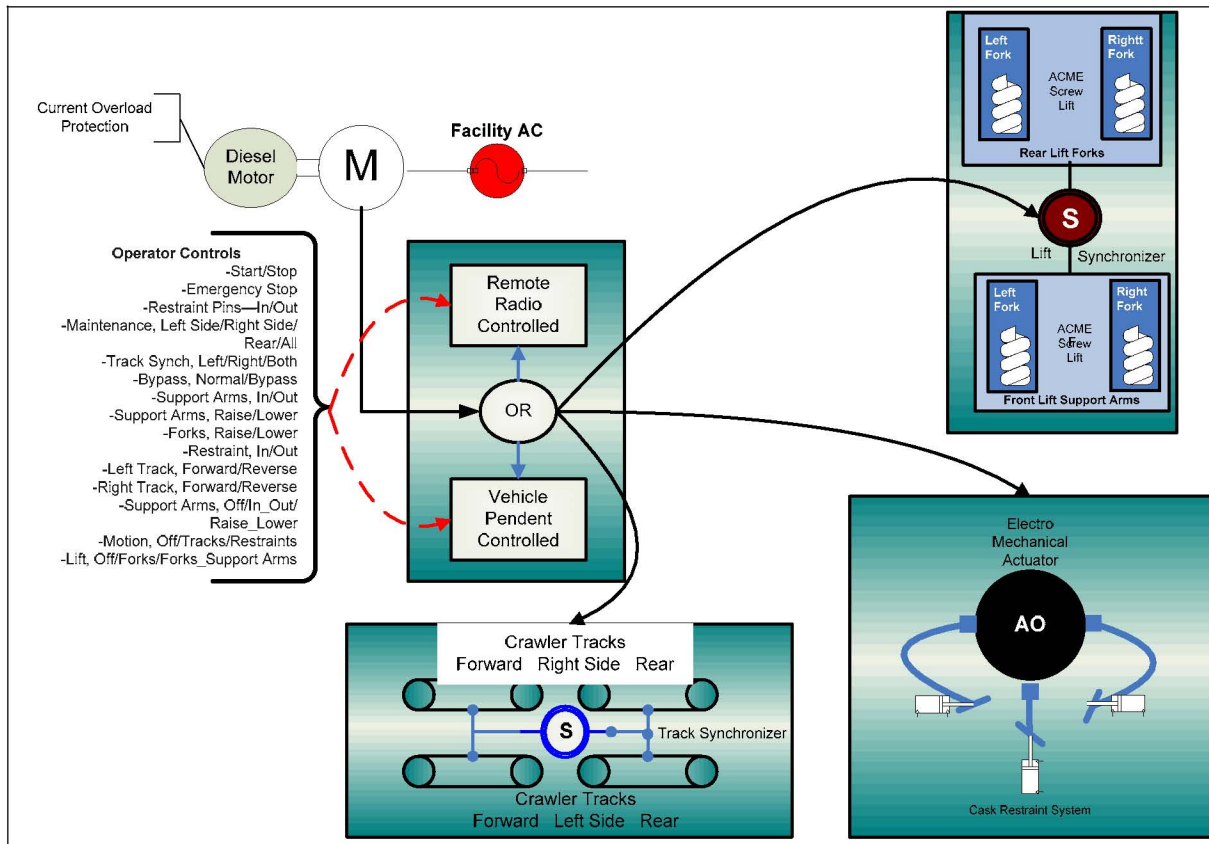 Current Overload
Protection
Diesel
Motor
M
Facility AC
Operator Controls
-Start/Stop
-Emergency Stop
-Restraint Pins—In/Out
-Maintenance, Left Side/Right Side/
Rear/All
-Track Synch, Left/Right/Both
-Bypass, Normal/Bypass
-Support Arms, In/Out
-Support Arms, Raise/Lower
-Forks, Raise/Lower
-Restraint, In/Out
-Left Track, Forward/Reverse
-Right Track, Forward/Reverse
-Support Arms, Off/In_Out/
Raise_Lower
-Motion, Off/Tracks/Restraints
-Lift, Off/Forks/Forks_Support Arms
Remote
Radio
Controlled
OR
Vehicle
Pendent
Controlled
Left
Fork
ACME
Screw
Lift
Rightt
Fork
Rear Lift Forks
S
Lift Synchronizer
Left
Fork
ACME
Screw
Lift
Right
Fork
Front Lift Support Arms
Crawler Tracks
Forward Right Side Rear
S
Track Synchronizer
Crawler Tracks
Forward Left Side Rear
Electro
Mechanical
Actuator
AO
Cask Restraint System